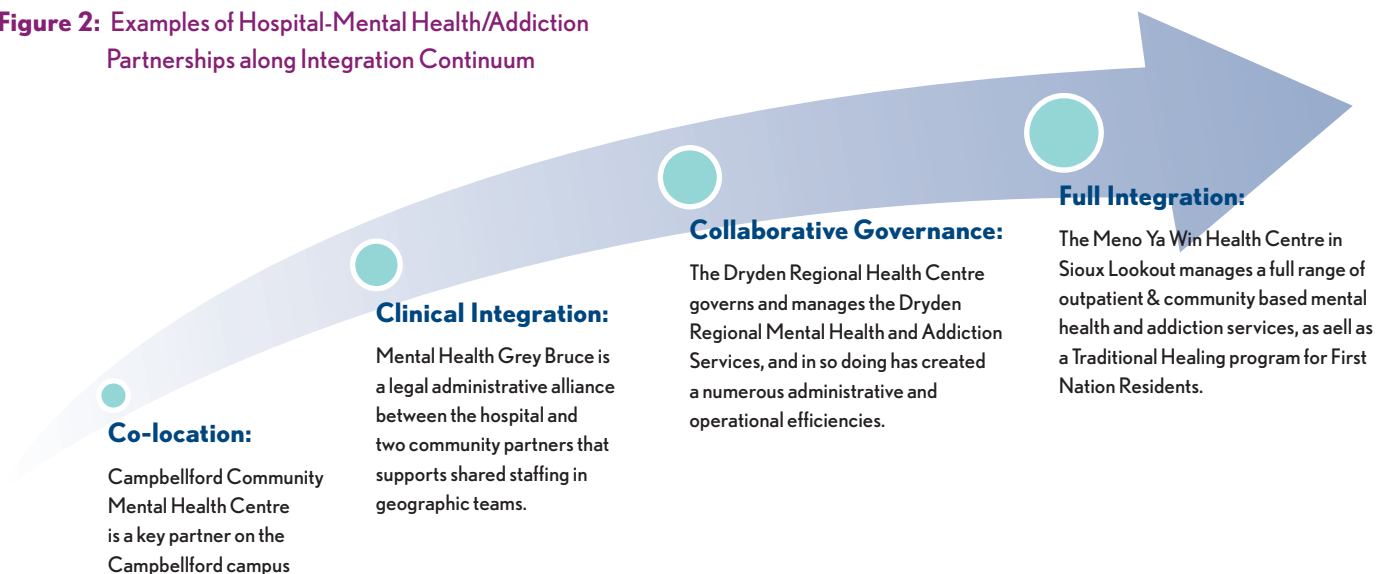 Figure 2: Examples of Hospital-Mental Health/Addiction
Partnerships along Integration Continuum
Co-location:
Campbellford Community
Mental Health Centre
is a key partner on the
Campbellford campus
Clinical Integration:
Mental Health Grey Bruce is
a legal administrative alliance
between the hospital and
two community partners that
supports shared staffing in
geographic teams.
Collaborative Governance:
The Dryden Regional Health Centre
governs and manages the Dryden
Regional Mental Health and Addiction
Services, and in so doing has created
a numerous administrative and
operational efficiencies.
Full Integration:
The Meno Ya Win Health Centre in
Sioux Lookout manages a full range of
outpatient & community based mental
health and addiction services, as aell as
a Traditional Healing program for First
Nation Residents.